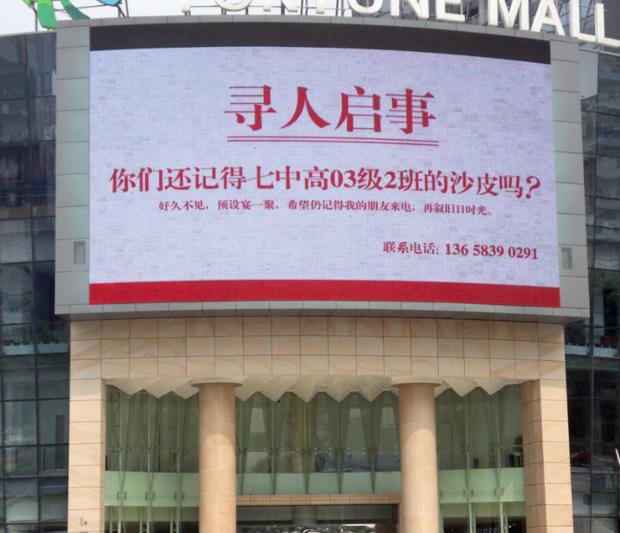 FORTUNE MALL
寻人启事
你们还记得七中高03级2班的沙皮吗?
好久不见，预设宴一聚，希望仍记得我的朋友来电，再叙旧日时光。
联系电话: 136 5839 0291